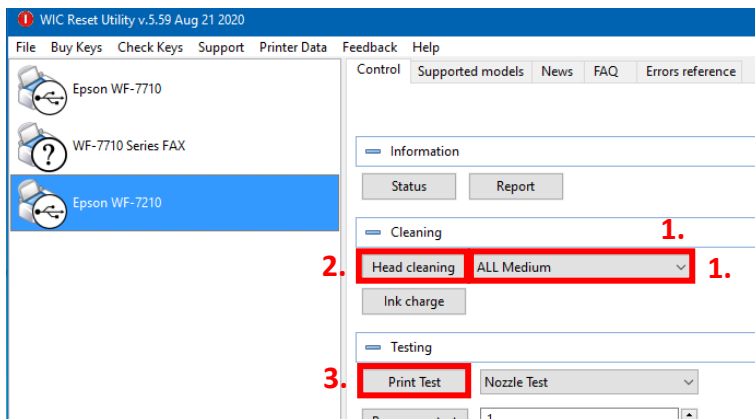 WIC Reset Utility v.5.59 Aug 21 2020
File Buy Keys Check Keys Support Printer Data Feedback Help
Epson WF-7710
WF-7710 Series FAX
Epson WF-7210
Control Supported models News FAQ Errors reference
Information
Status Report
Cleaning
1.
2. Head cleaning ALL Medium 1.
Ink charge
Testing
3. Print Test Nozzle Test
1